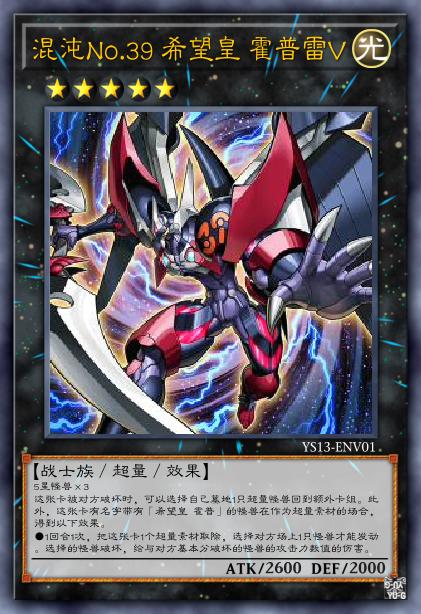 混沌No.39 希望皇 霍普雷V 光
YS13-ENV01
【战士族/超量/效果】
5星怪兽×3
这张卡被对方破坏时，可以选择自己墓地1只超量怪兽回到额外卡组。此
外，这张卡有名字带有「希望皇 霍普」的怪兽在作为超量素材的场合，
得到以下效果。
●1回合1次，把这张卡1个超量素材取除，选择对方场上1只怪兽才能发动
。选择的怪兽破坏，给与对方基本分破坏的怪兽的攻击力数值的伤害。
ATK/2600 DEF/2000